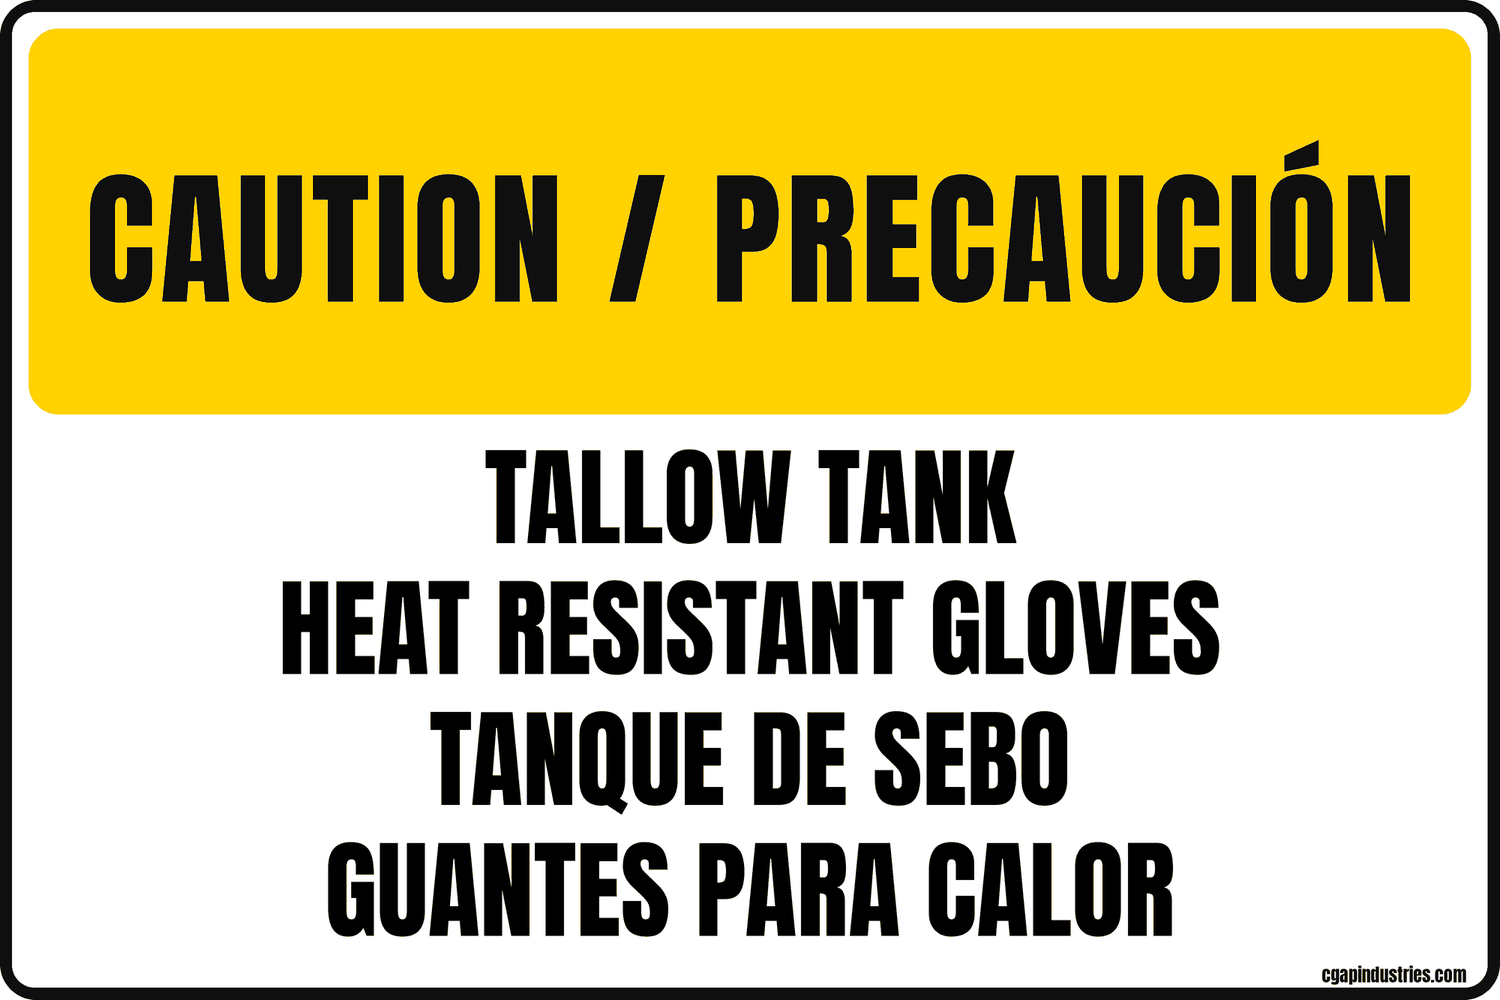 CAUTION / PRECAUCIÓN
TALLOW TANK
HEAT RESISTANT GLOVES
TANQUE DE SEBO
GUANTES PARA CALOR
cgapindustries.com